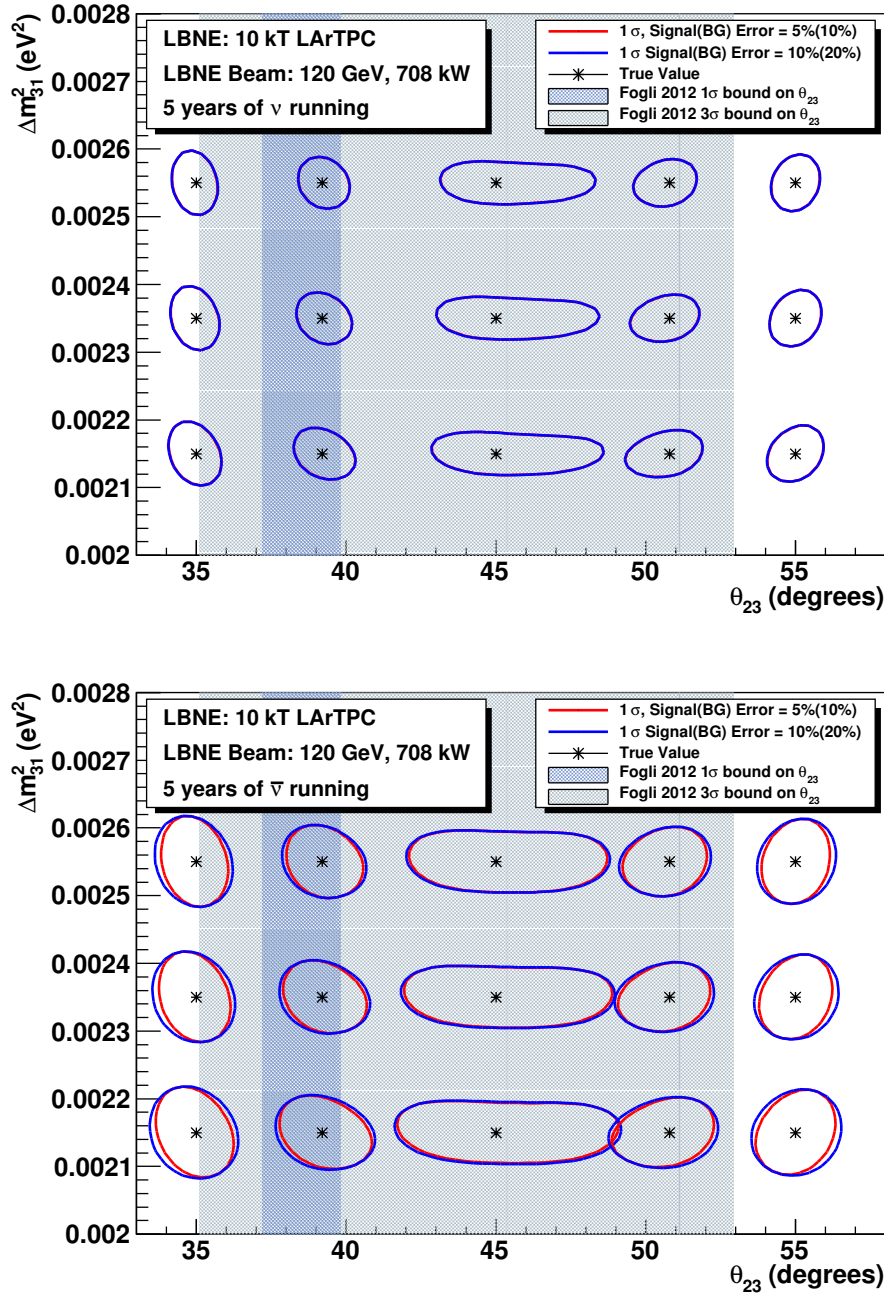 Δm²₃₁ (eV²)
0.0028
0.0027
0.0026
0.0025
0.0024
0.0023
0.0022
0.0021
0.002
LBNE: 10 kT LArTPC
LBNE Beam: 120 GeV, 708 kW
5 years of ν running
1 σ, Signal(BG) Error = 5%(10%)
1 σ Signal(BG) Error = 10%(20%)
True Value
Fogli 2012 1σ bound on θ₂₃
Fogli 2012 3σ bound on θ₂₃
35 40 45 50 55
θ₂₃ (degrees)
Δm²₃₁ (eV²)
0.0028
0.0027
0.0026
0.0025
0.0024
0.0023
0.0022
0.0021
0.002
LBNE: 10 kT LArTPC
LBNE Beam: 120 GeV, 708 kW
5 years of ν̅ running
1 σ, Signal(BG) Error = 5%(10%)
1 σ Signal(BG) Error = 10%(20%)
True Value
Fogli 2012 1σ bound on θ₂₃
Fogli 2012 3σ bound on θ₂₃
35 40 45 50 55
θ₂₃ (degrees)